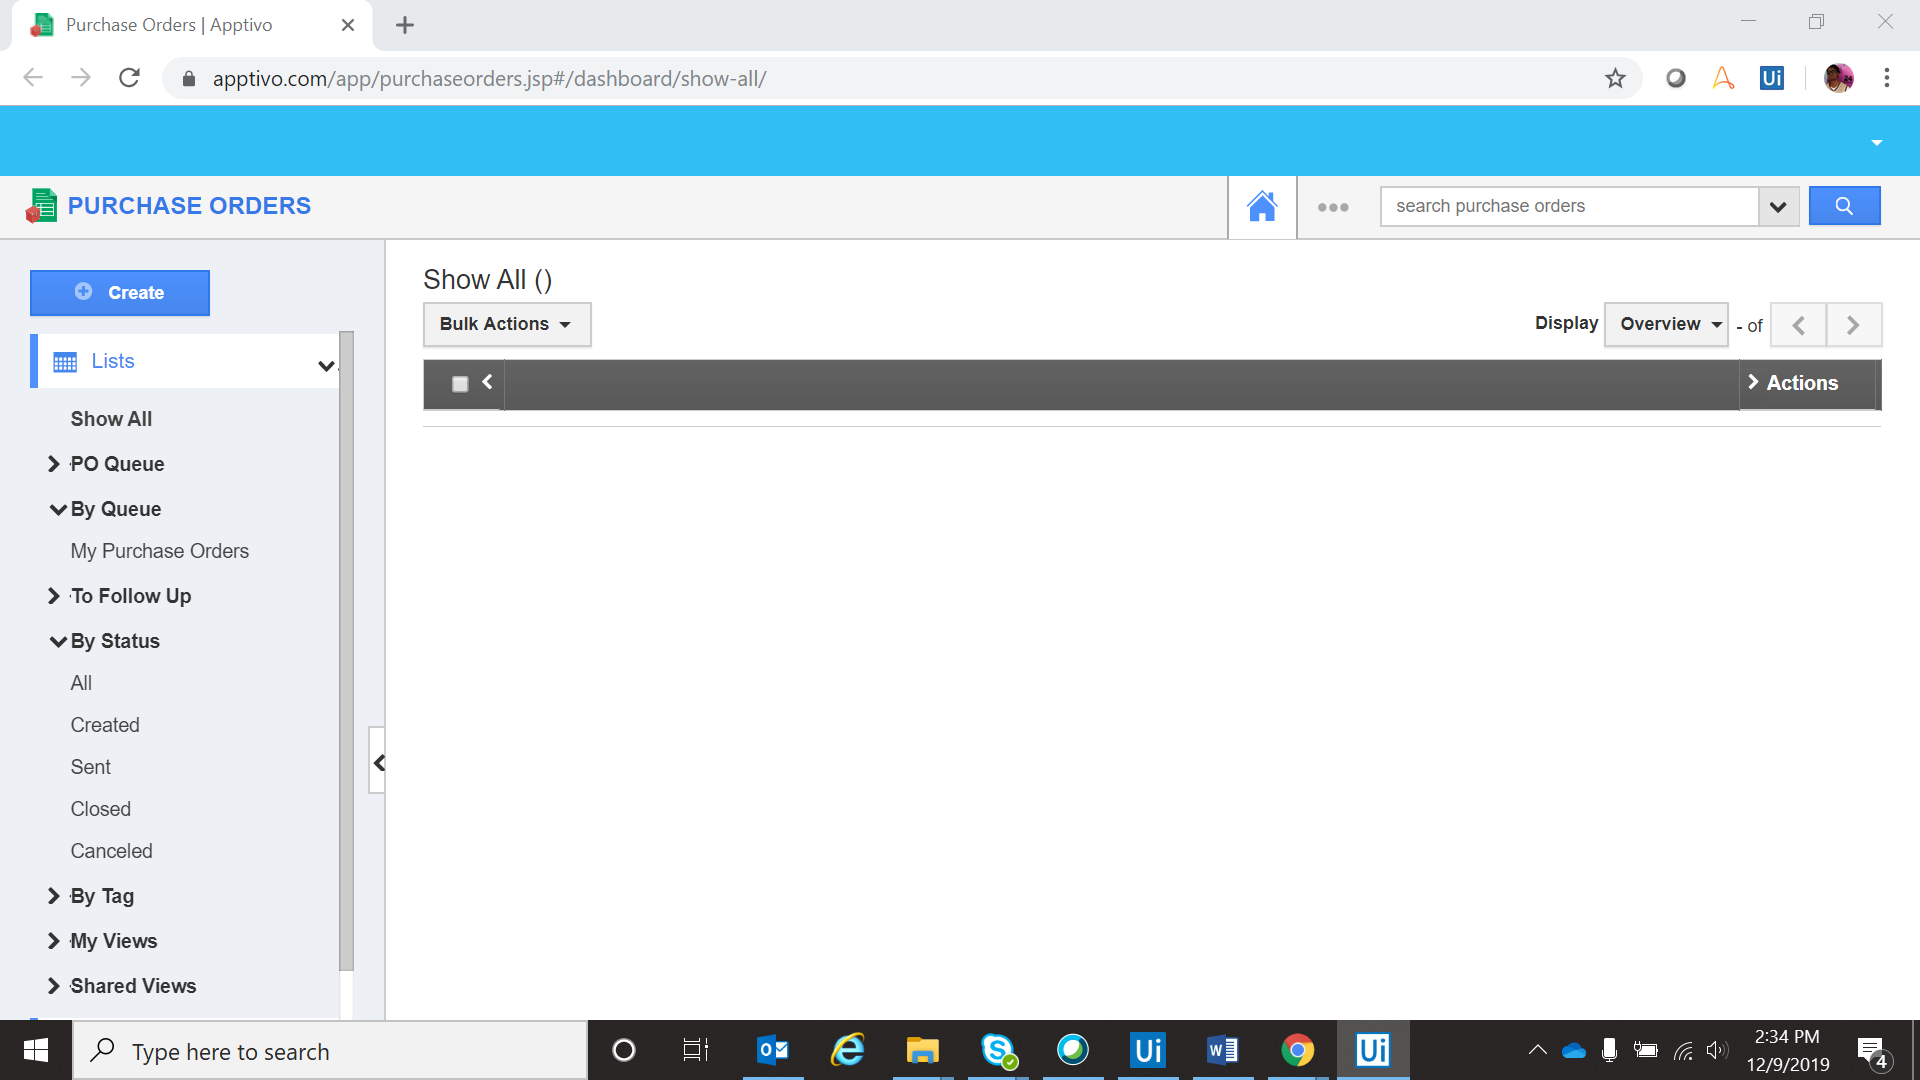 Purchase Orders | Apptivo
apptivo.com/app/purchaseorders.jsp#/dashboard/show-all/
Ui
PURCHASE ORDERS
search purchase orders
Create
Show All ()
Bulk Actions
Display
Overview
- of
Lists
Actions
Show All
PO Queue
By Queue
My Purchase Orders
To Follow Up
By Status
All
Created
Sent
Closed
Canceled
By Tag
My Views
Shared Views
Type here to search
Ui
Ui
2:34 PM
12/9/2019
4